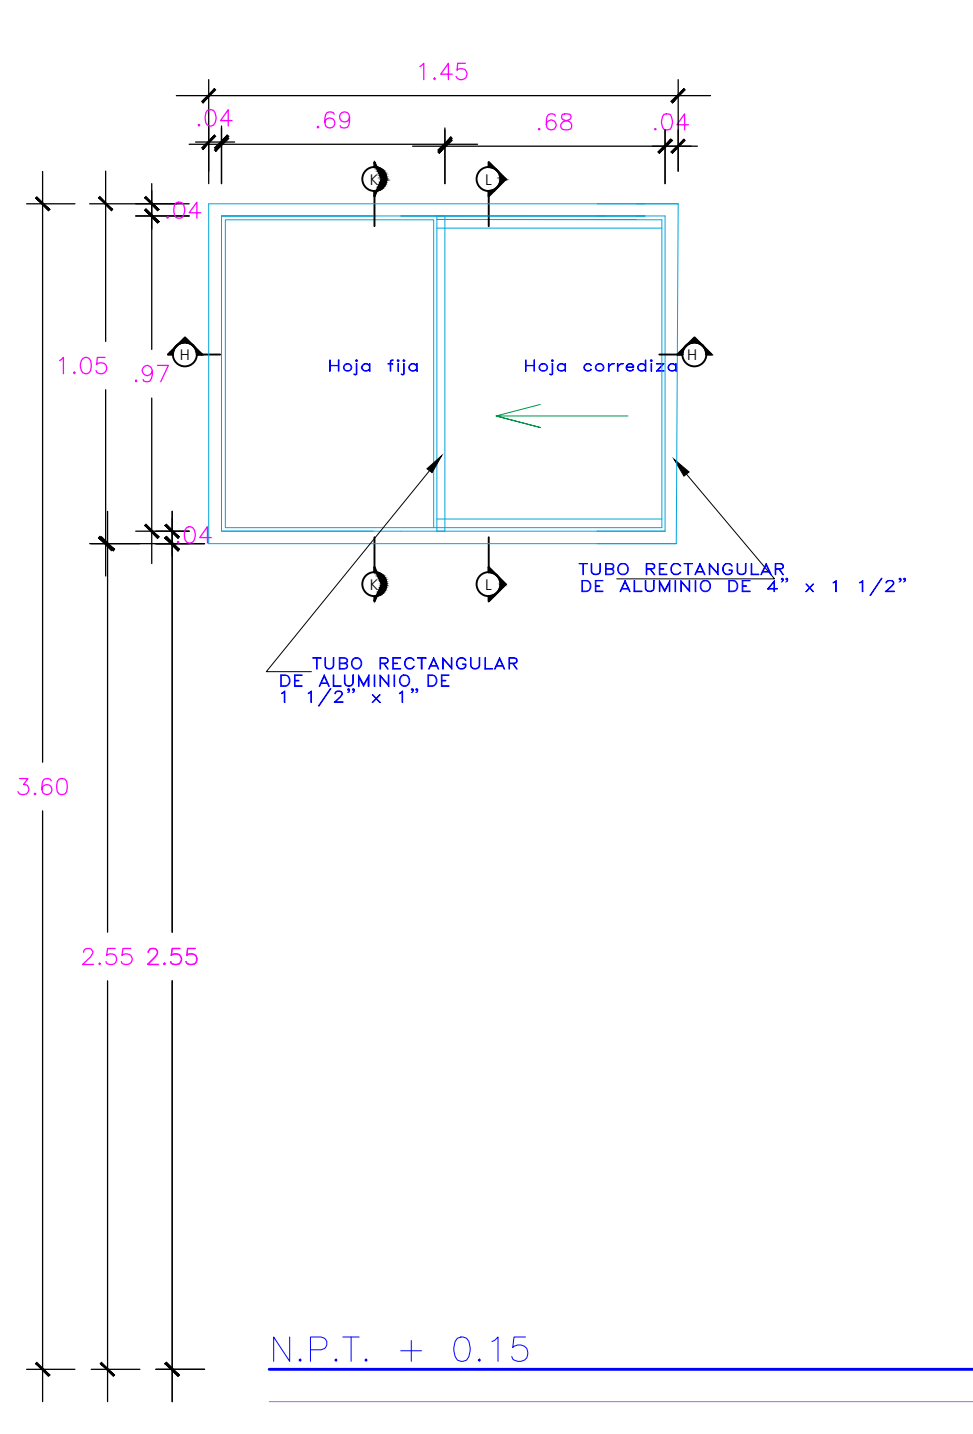 1.45
.04
.69
.68
.04
K
L
.04
H
H
1.05
.97
Hoja fija
Hoja corrediza
.04
K
L
TUBO RECTANGULAR
DE ALUMINIO DE 4" x 1 1/2"
TUBO RECTANGULAR
DE ALUMINIO DE
1 1/2" x 1"
3.60
2.55
2.55
N.P.T. + 0.15